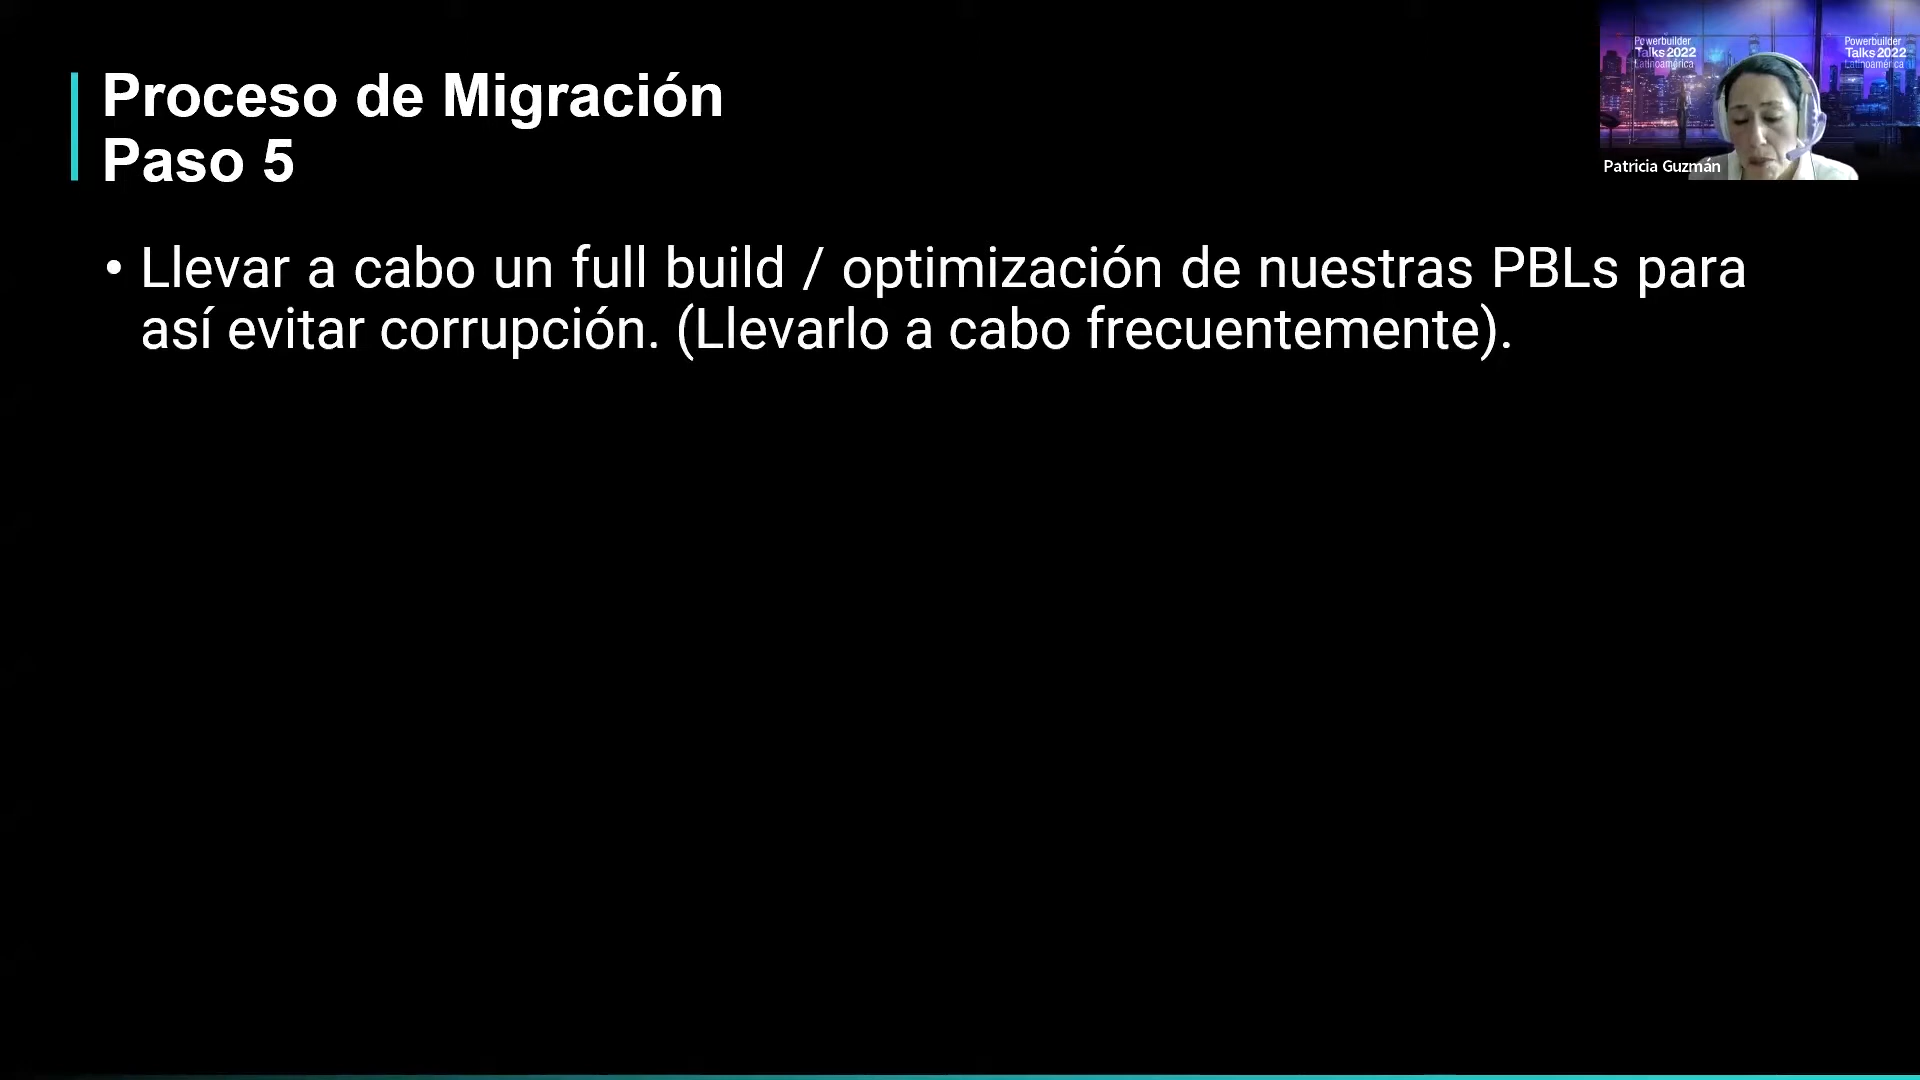 Proceso de Migración
Paso 5
• Llevar a cabo un full build / optimización de nuestras PBLs para
así evitar corrupción. (Llevarlo a cabo frecuentemente).
Powerbuilder
Talks 2022
Latinoamérica
Powerbuilder
Talks 2022
Latinoamérica
Patricia Guzmán